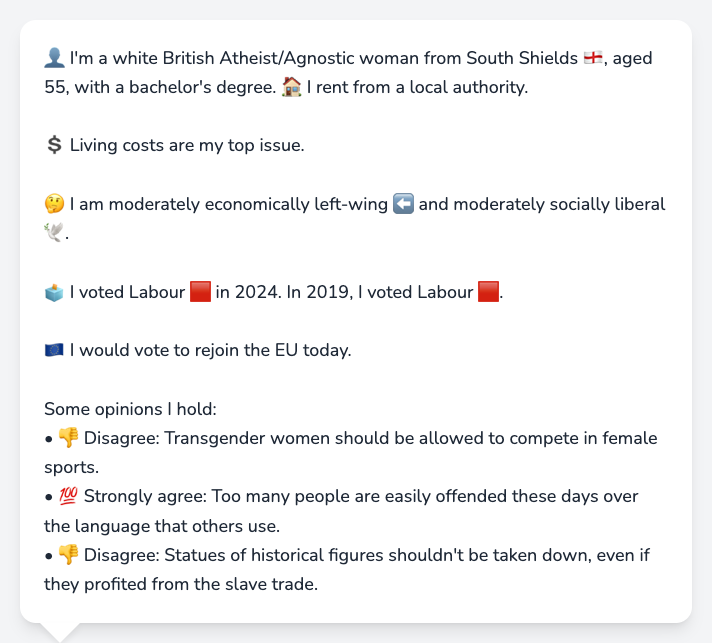 👤 I'm a white British Atheist/Agnostic woman from South Shields 🏴󠁧󠁢󠁥󠁮󠁧󠁿, aged
55, with a bachelor's degree. 🏠 I rent from a local authority.
💲 Living costs are my top issue.
🤔 I am moderately economically left-wing ⬅️ and moderately socially liberal
🕊️.
🗳️ I voted Labour 🟥 in 2024. In 2019, I voted Labour 🟥.
🇪🇺 I would vote to rejoin the EU today.
Some opinions I hold:
• 👎 Disagree: Transgender women should be allowed to compete in female
sports.
• 💯 Strongly agree: Too many people are easily offended these days over
the language that others use.
• 👎 Disagree: Statues of historical figures shouldn't be taken down, even if
they profited from the slave trade.